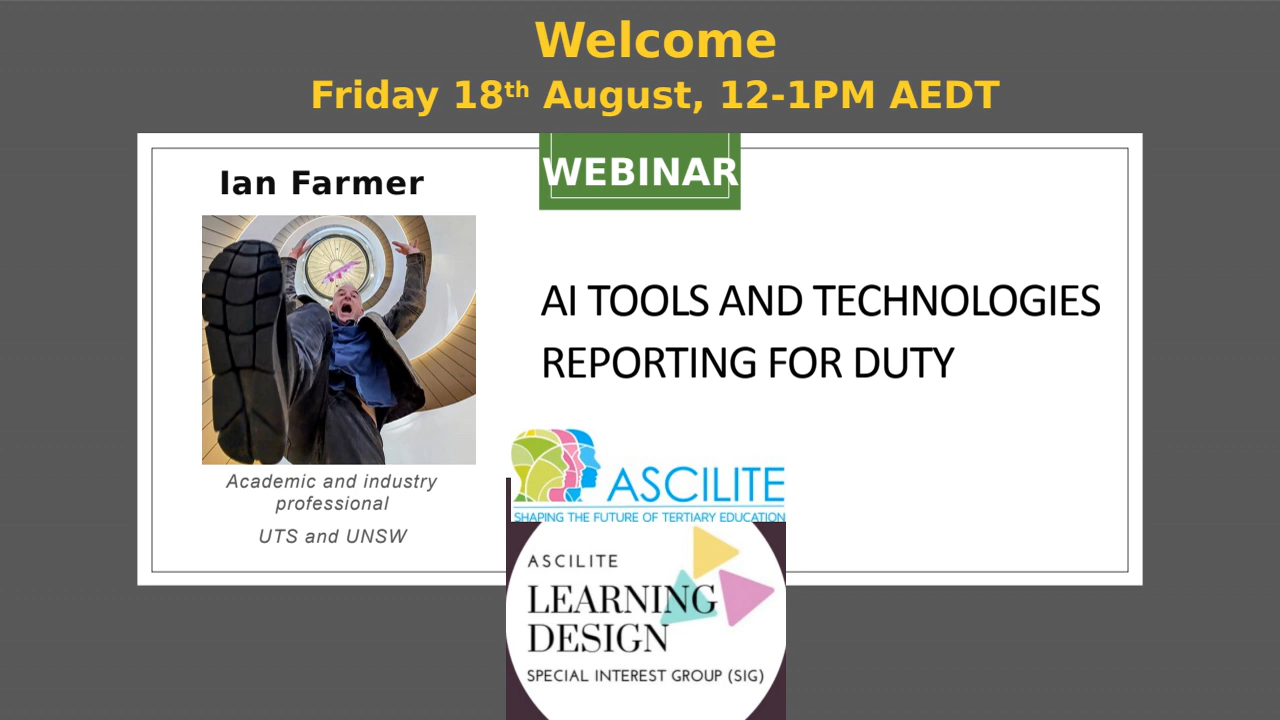 Welcome
Friday 18th August, 12-1PM AEDT
WEBINAR
Ian Farmer
Academic and industry
professional
UTS and UNSW
AI TOOLS AND TECHNOLOGIES
REPORTING FOR DUTY
ASCILITE
SHAPING THE FUTURE OF TERTIARY EDUCATION
ASCILITE
LEARNING
DESIGN
SPECIAL INTEREST GROUP (SIG)